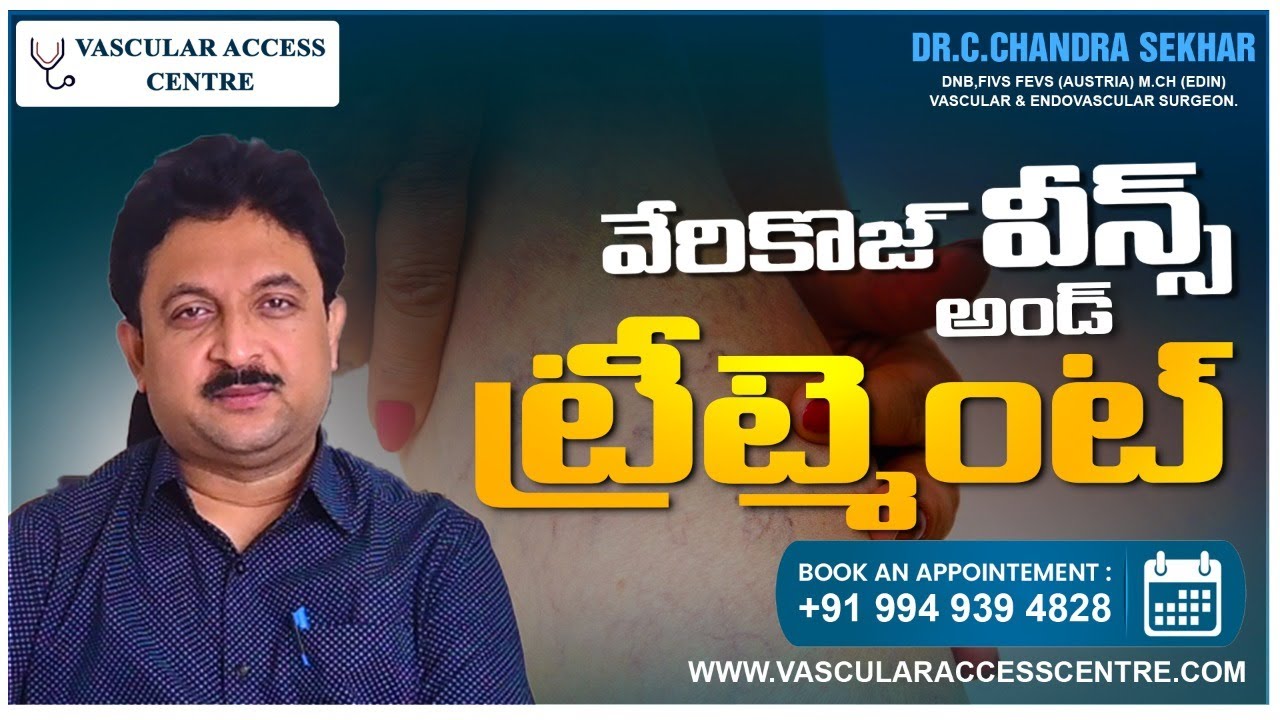 VASCULAR ACCESS
CENTRE
DR.C.CHANDRA SEKHAR
DNB,FIVS FEVS (AUSTRIA) M.CH (EDIN)
VASCULAR & ENDOVASCULAR SURGEON.
వేరికొజ్ వీన్స్
అండ్
ట్రీట్మెంట్
BOOK AN APPOINTEMENT :
+91 994 939 4828
WWW.VASCULARACCESSCENTRE.COM